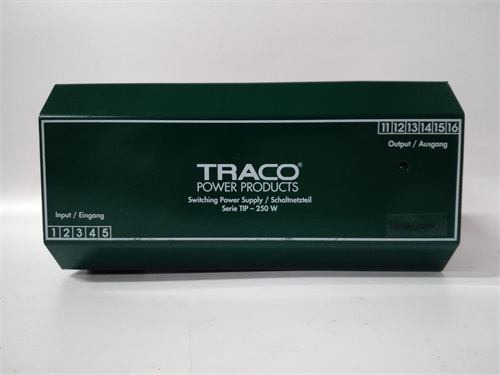 11 12 13 14 15 16
Output / Ausgang
TRACO®
POWER PRODUCTS
Switching Power Supply / Schaltnetzteil
Serie TIP – 250 W
Input / Eingang
1 2 3 4 5